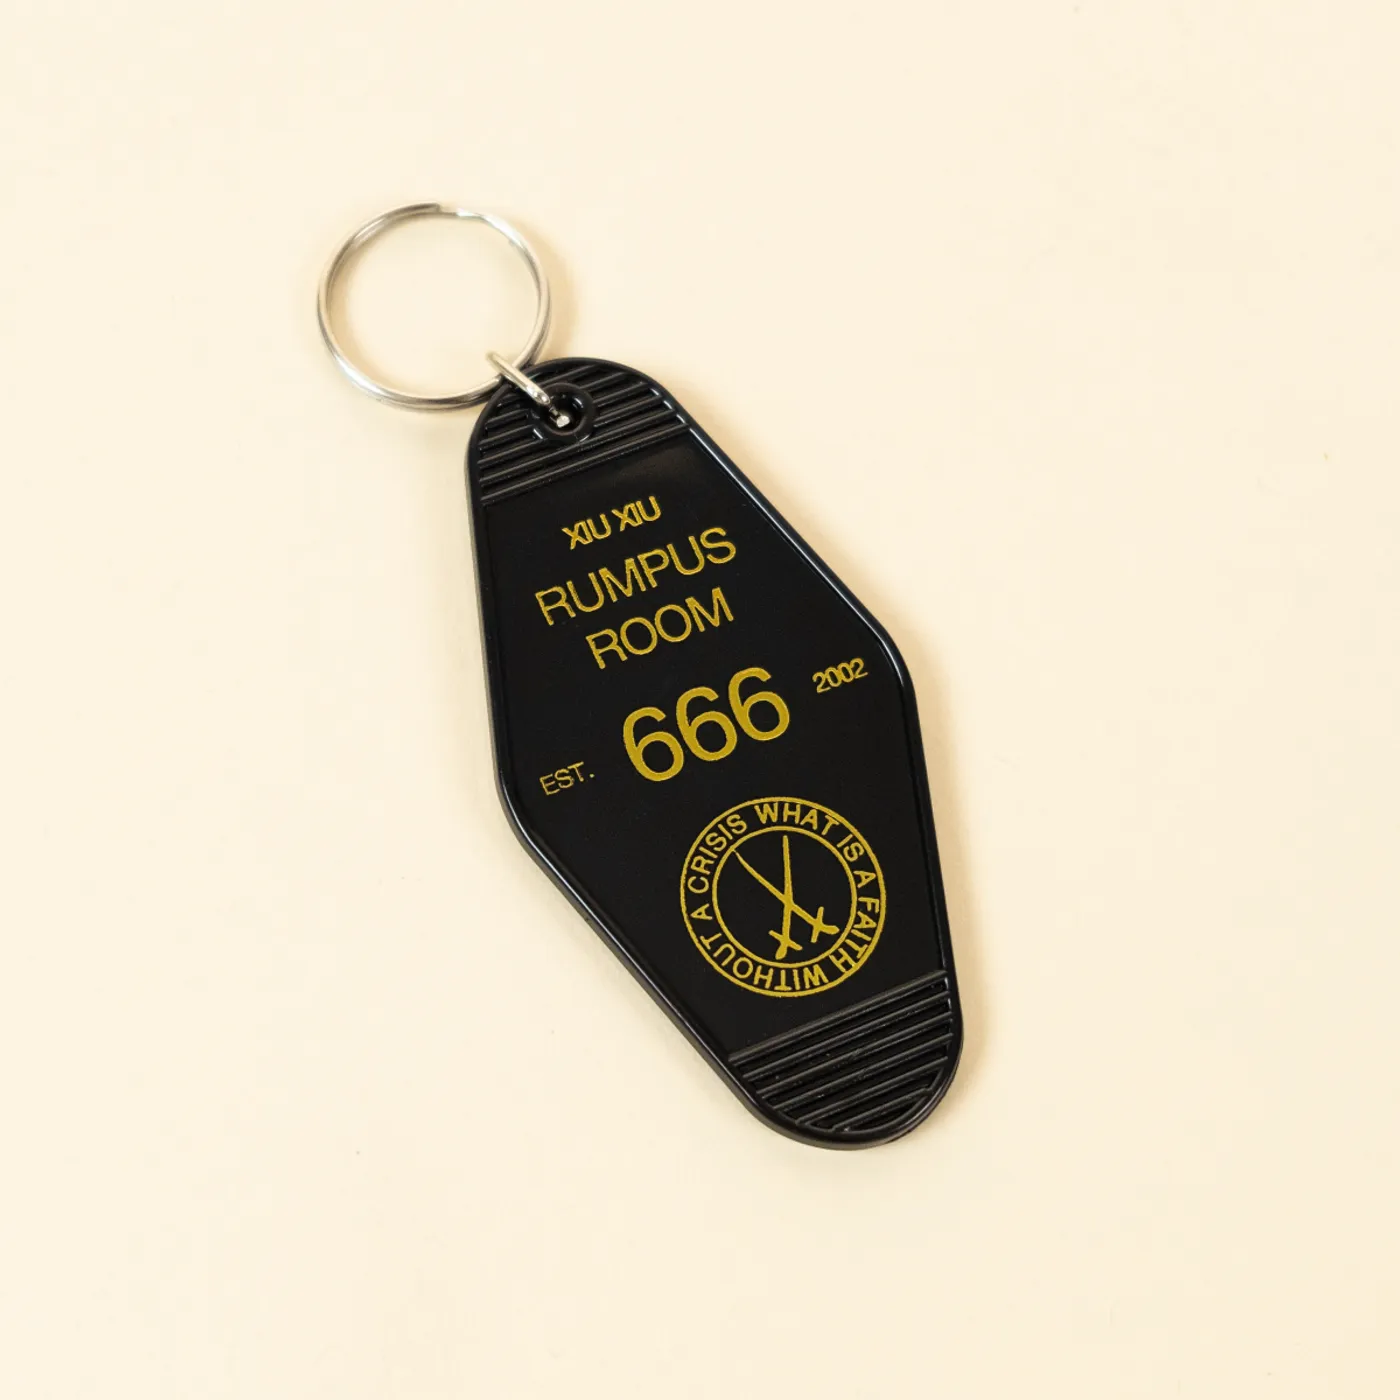 XIU XIU
RUMPUS
ROOM
EST. 666 2002
WHAT IS A FAITH WITHOUT A CRISIS